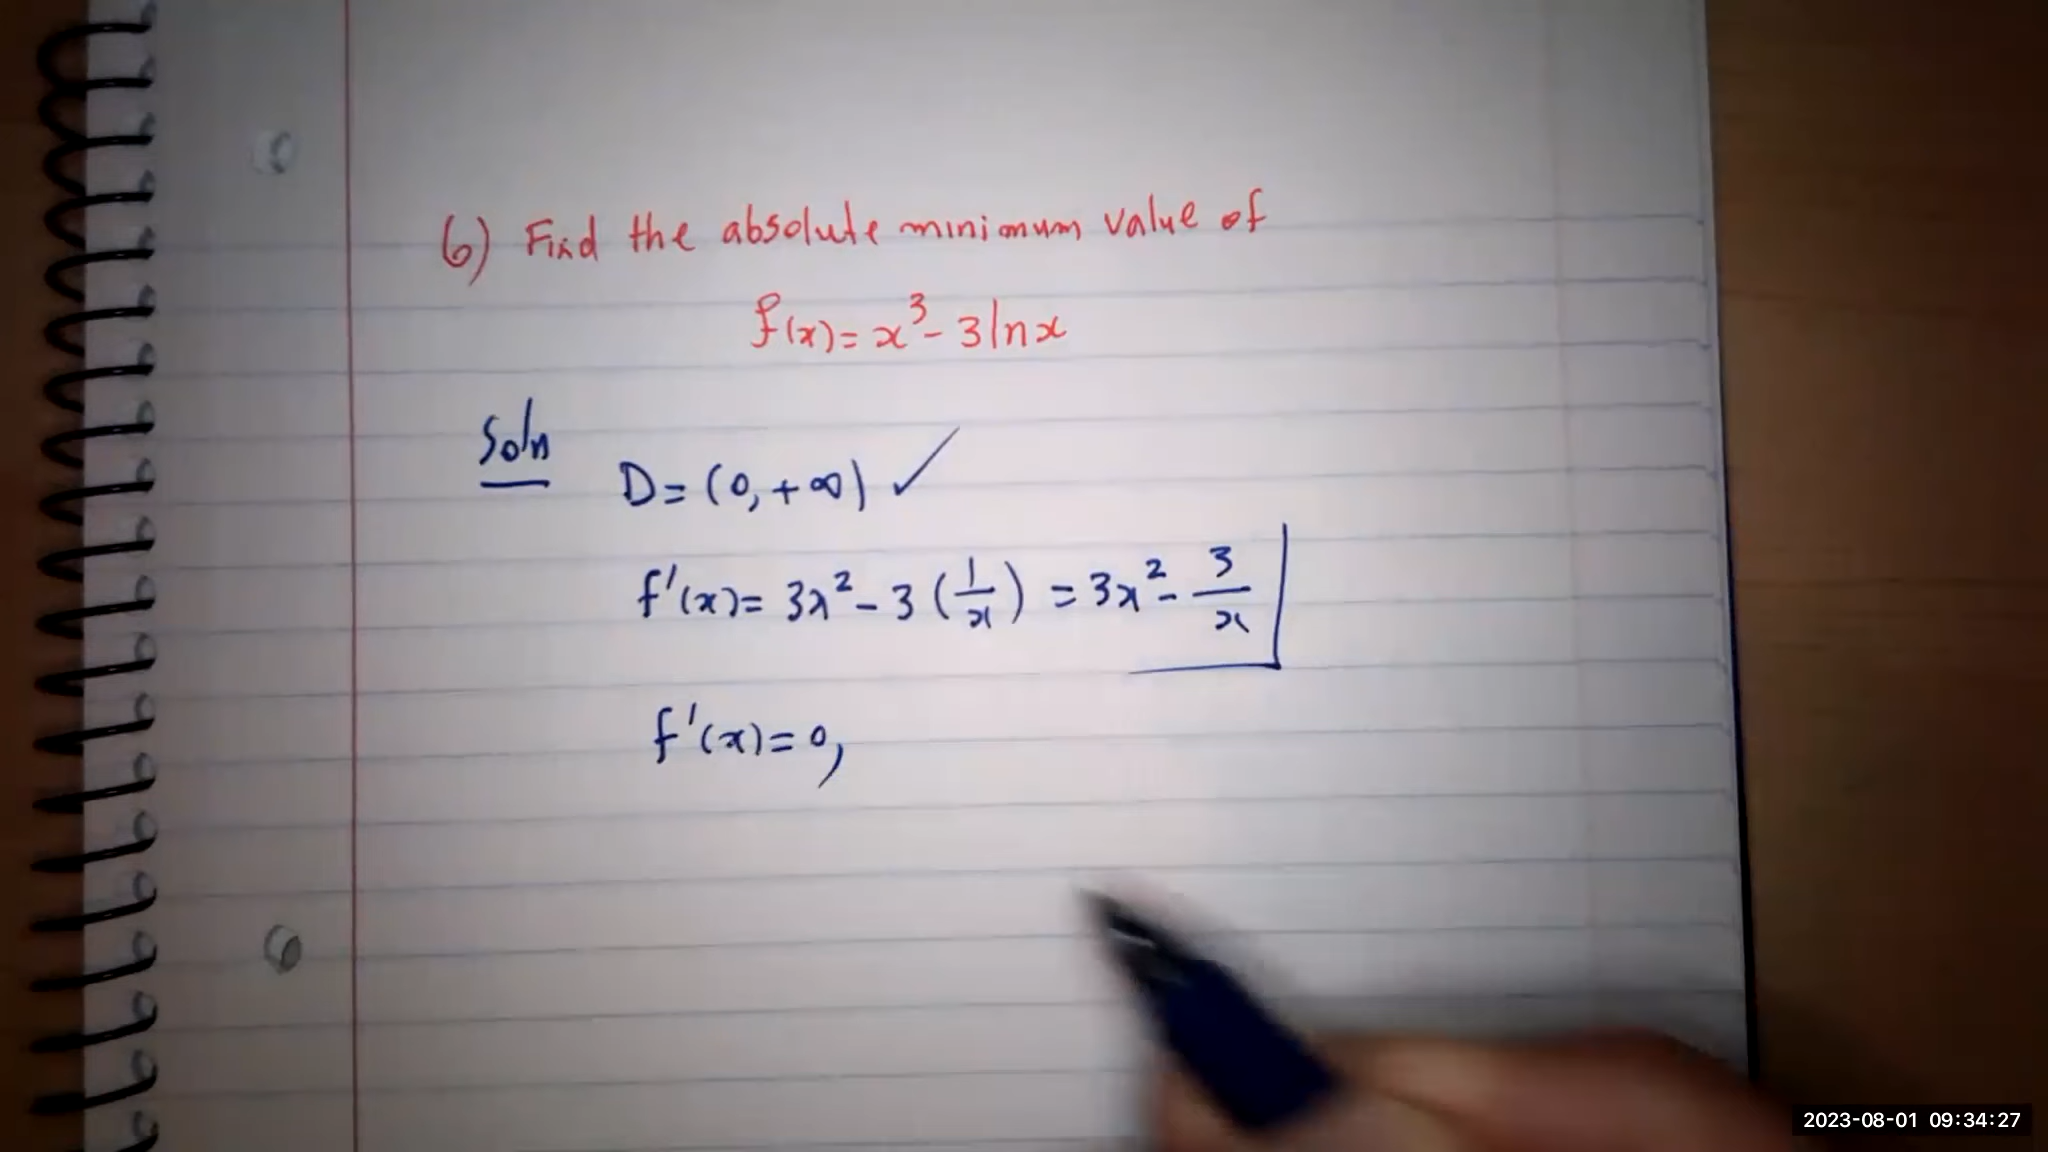 6) Find the absolute minimum value of
f(x) = x³ - 3lnx
Soln
D = (0, +∞) ✓
f'(x) = 3x² - 3(1/x) = 3x² - 3/x
f'(x) = 0,
2023-08-01 09:34:27